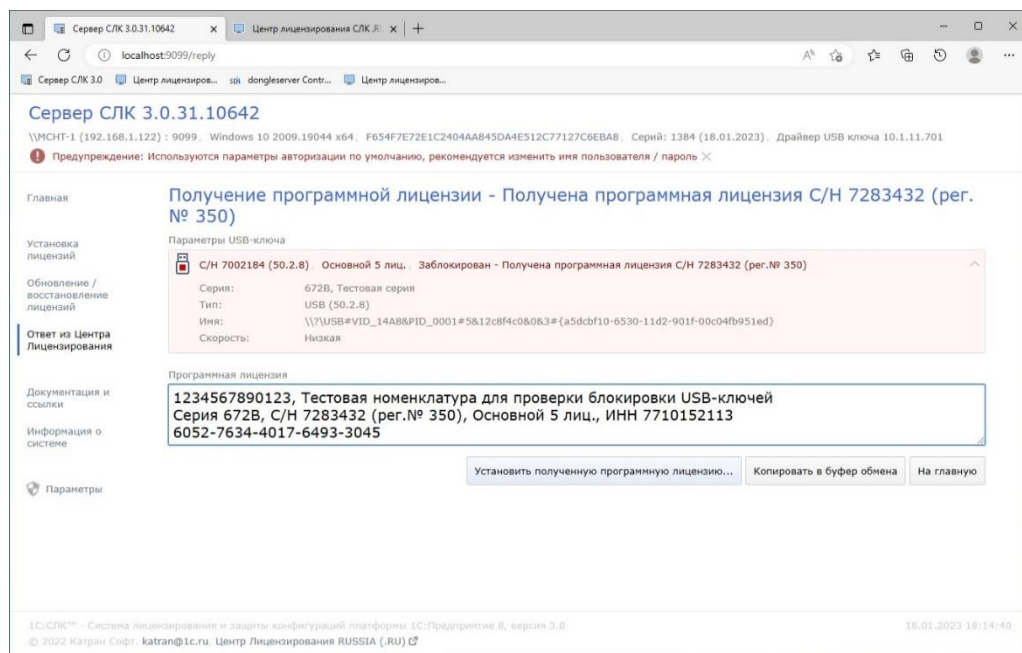 Сервер СЛК 3.0.31.10642
Центр лицензирования СЛК .R
localhost:9099/reply
Сервер СЛК 3.0 Центр лицензиров... dongleserver Contr... Центр лицензиров...
Сервер СЛК 3.0.31.10642
\\MCHT-1 (192.168.1.122) : 9099, Windows 10 2009.19044 x64, F654F7E72E1C2404AA845DA4E512C77127C6EBA8, Серий: 1384 (18.01.2023), Драйвер USB ключа 10.1.11.701
Предупреждение: Используются параметры авторизации по умолчанию, рекомендуется изменить имя пользователя / пароль
Главная
Установка
лицензий
Обновление /
восстановление
лицензий
Ответ из Центра
Лицензирования
Документация и
ссылки
Информация о
системе
Параметры
Получение программной лицензии - Получена программная лицензия С/Н 7283432 (рег.
№ 350)
Параметры USB-ключа
С/Н 7002184 (50.2.8), Основной 5 лиц., Заблокирован - Получена программная лицензия С/Н 7283432 (рег.№ 350)
Серия: 672B, Тестовая серия
Тип: USB (50.2.8)
Имя: \\?\USB#VID_14A8&PID_0001#5&12c8f4c0&0&3#{a5dcbf10-6530-11d2-901f-00c04fb951ed}
Скорость: Низкая
Программная лицензия
1234567890123, Тестовая номенклатура для проверки блокировки USB-ключей
Серия 672B, С/Н 7283432 (рег.№ 350), Основной 5 лиц., ИНН 7710152113
6052-7634-4017-6493-3045
Установить полученную программную лицензию... Копировать в буфер обмена На главную
1С:СЛК™ - Система лицензирования и защиты конфигураций платформы 1С:Предприятие 8, версия 3.0
18.01.2023 18:14:40
© 2022 Катран Софт. katran@1c.ru. Центр Лицензирования RUSSIA (.RU)